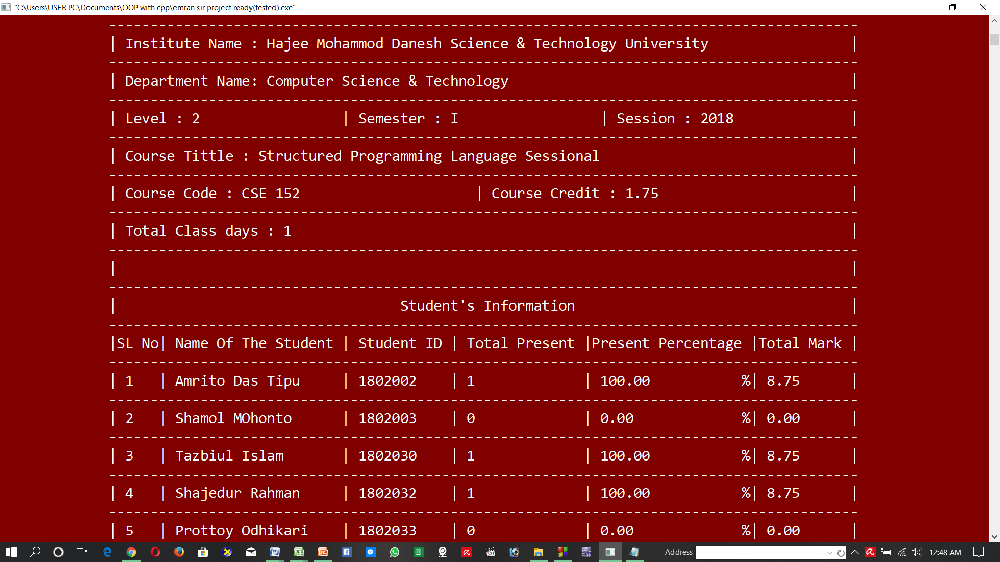 "C:\Users\USER PC\Documents\OOP with cpp\emran sir project ready(tested).exe"
| Institute Name : Hajee Mohammod Danesh Science & Technology University |
| Department Name: Computer Science & Technology |
| Level : 2 | Semester : I | Session : 2018 |
| Course Tittle : Structured Programming Language Sessional |
| Course Code : CSE 152 | Course Credit : 1.75 |
| Total Class days : 1 |
| Student's Information |
|SL No| Name Of The Student | Student ID | Total Present |Present Percentage |Total Mark |
| 1 | Amrito Das Tipu | 1802002 | 1 | 100.00 %| 8.75 |
| 2 | Shamol MOhonto | 1802003 | 0 | 0.00 %| 0.00 |
| 3 | Tazbiul Islam | 1802030 | 1 | 100.00 %| 8.75 |
| 4 | Shajedur Rahman | 1802032 | 1 | 100.00 %| 8.75 |
| 5 | Prottoy Odhikari | 1802033 | 0 | 0.00 %| 0.00 |
Address 12:48 AM